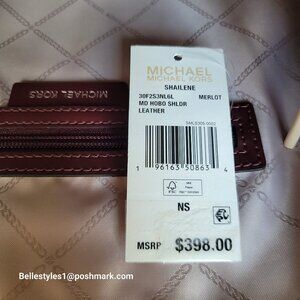 MICHAEL
MICHAEL KORS
SHAILENE
30F2S3NL6L MERLOT
MD HOBO SHLDR
LEATHER
1 96163 50863 4
FSC
NS
MSRP $398.00
MICHAEL KORS
Bellestyles1@poshmark.com